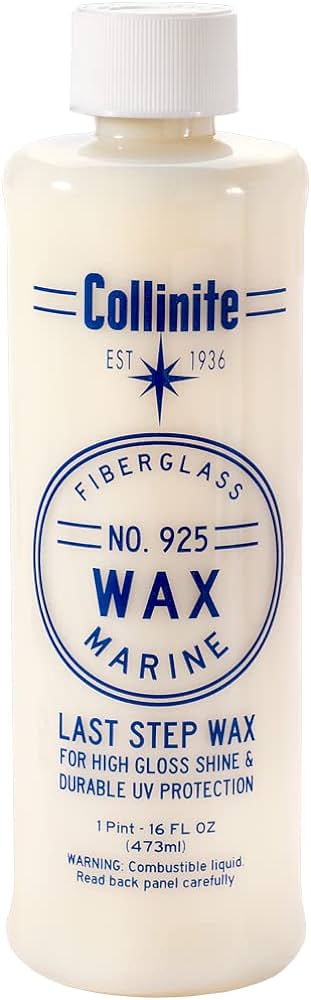 Collinite
EST 1936
FIBERGLASS
NO. 925
WAX
MARINE
LAST STEP WAX
FOR HIGH GLOSS SHINE &
DURABLE UV PROTECTION
1 Pint - 16 FL OZ
(473ml)
WARNING: Combustible liquid.
Read back panel carefully